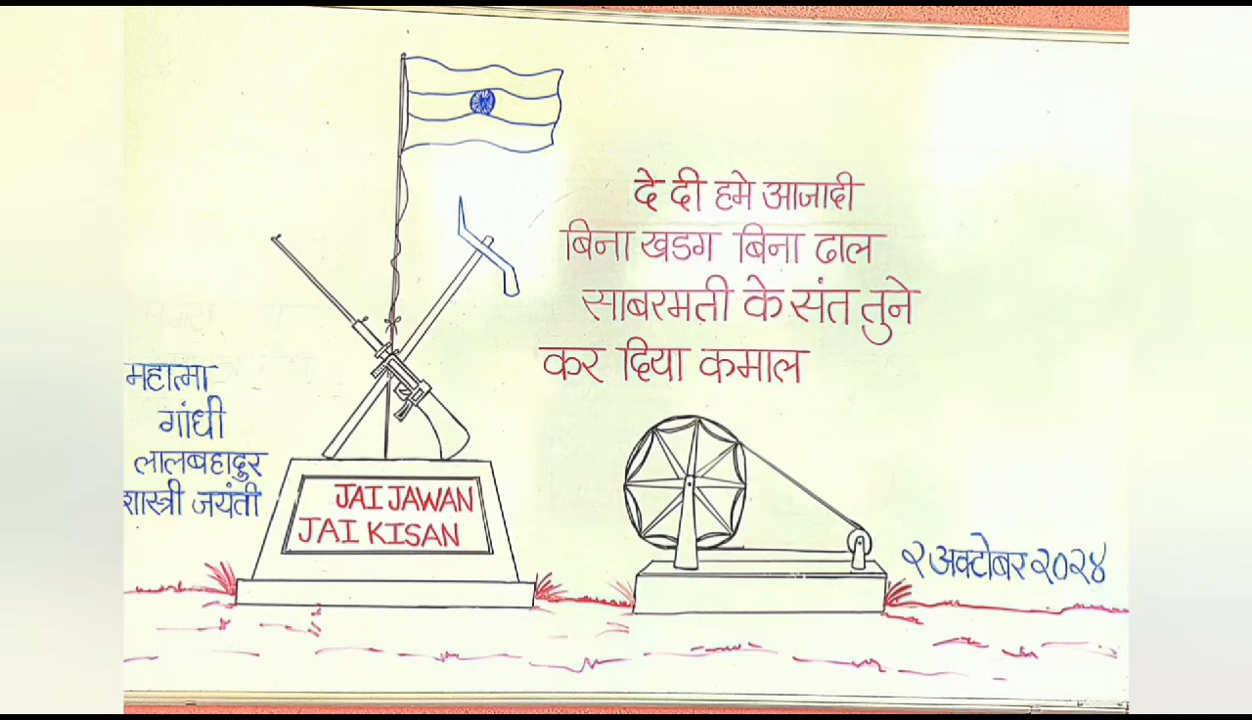 दे दी हमे आजादी
बिना खडग बिना ढाल
साबरमती के संत तुने
कर दिया कमाल
महात्मा
गांधी
लालबहादुर
शास्त्री जयंती
JAI JAWAN
JAI KISAN
२ अक्टोबर २०२४